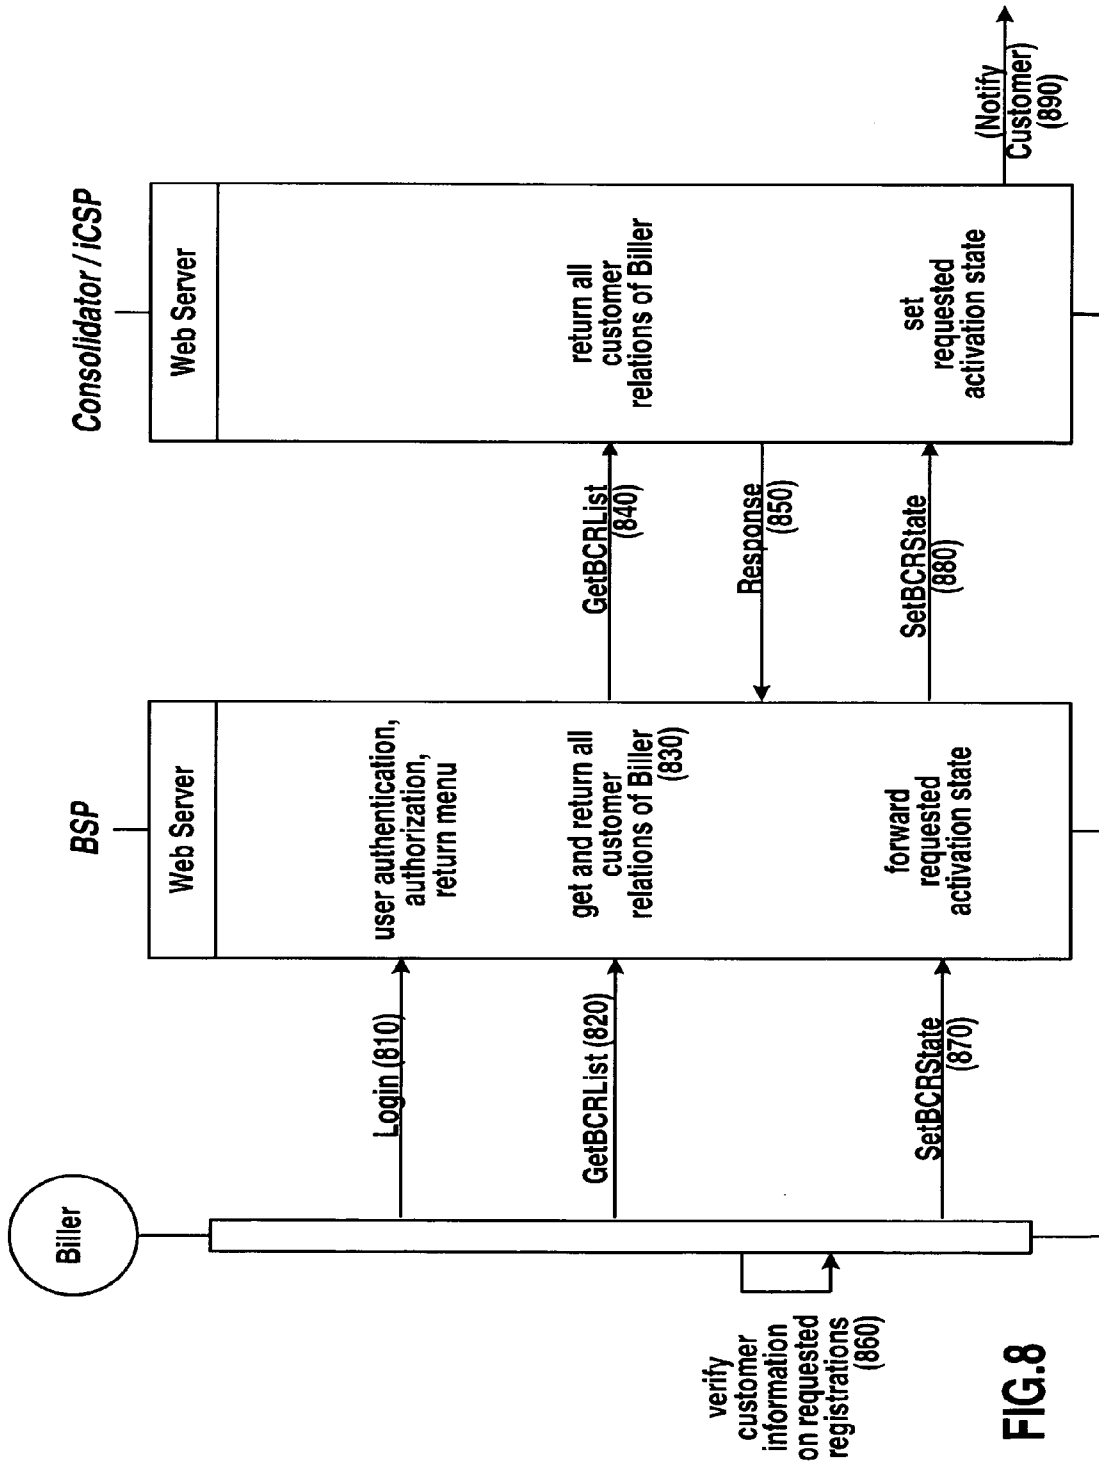 Biller
BSP
Consolidator / iCSP
Web Server
Web Server
Login (810)
user authentication,
authorization,
return menu
GetBCRList (820)
get and return all
customer
relations of Biller
(830)
GetBCRList
(840)
return all
customer
relations of Biller
Response
(850)
verify
customer
information
on requested
registrations
(860)
SetBCRState
(870)
forward
requested
activation state
SetBCRState
(880)
set
requested
activation state
(Notify
Customer)
(890)
FIG.8